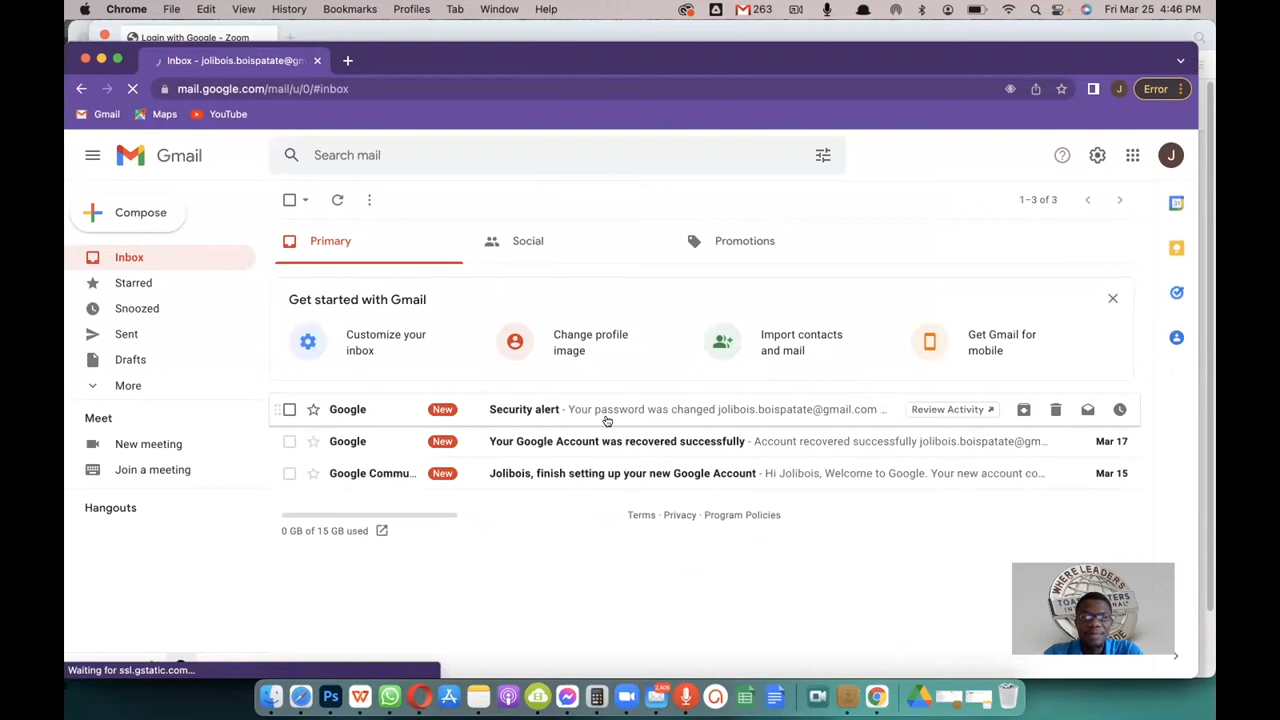 Chrome File Edit View History Bookmarks Profiles Tab Window Help 263 Fri Mar 25 4:46 PM
Login with Google - Zoom
Inbox - jolibois.boispatate@gm
mail.google.com/mail/u/0/#inbox J Error
Gmail Maps YouTube
Gmail Search mail J
Compose 1–3 of 3
Primary Social Promotions
Inbox
Starred
Snoozed
Sent
Drafts
More
Meet
New meeting
Join a meeting
Hangouts
Get started with Gmail
Customize your inbox
Change profile image
Import contacts and mail
Get Gmail for mobile
Google New Security alert - Your password was changed jolibois.boispatate@gmail.com ... Review Activity
Google New Your Google Account was recovered successfully - Account recovered successfully jolibois.boispatate@gm... Mar 17
Google Commu... New Jolibois, finish setting up your new Google Account - Hi Jolibois, Welcome to Google. Your new account co... Mar 15
Terms · Privacy · Program Policies
0 GB of 15 GB used
WHERE LEADERS
TOASTMASTERS
INTERNATIONAL
Waiting for ssl.gstatic.com...
Ps W 2,406